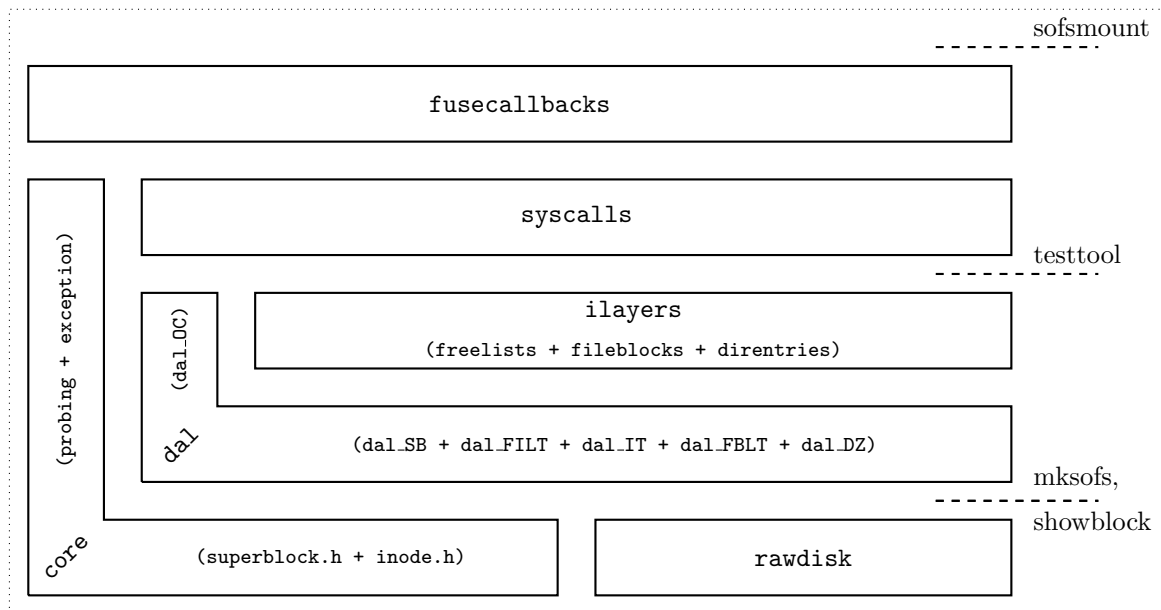 sofsmount
fusecallbacks
syscalls
(probing + exception)
testtool
ilayers
(dal_OC)
(freelists + fileblocks + direntries)
dal
(dal_SB + dal_FILT + dal_IT + dal_FBLT + dal_DZ)
mksofs,
showblock
core
(superblock.h + inode.h)
rawdisk